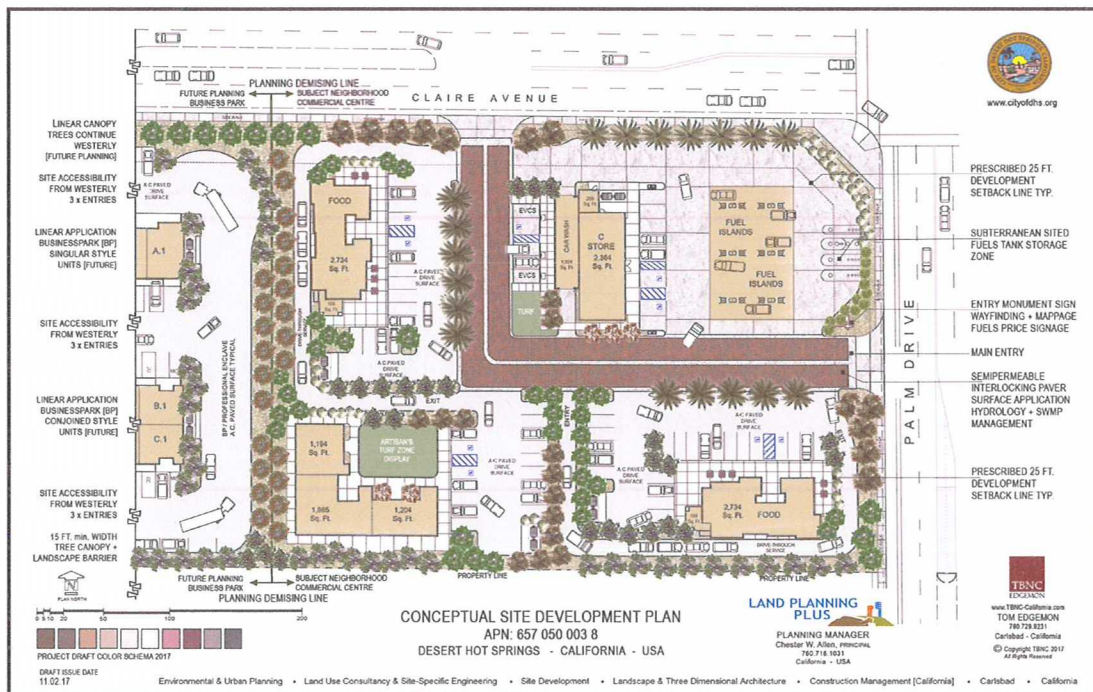 www.cityofdhs.org
PLANNING DEMISING LINE
FUTURE PLANNING
BUSINESS PARK
SUBJECT NEIGHBORHOOD
COMMERCIAL CENTRE
CLAIRE AVENUE
LINEAR CANOPY
TREES CONTINUE
WESTERLY
[FUTURE PLANNING]
SITE ACCESSIBILITY
FROM WESTERLY
3 x ENTRIES
LINEAR APPLICATION
BUSINESSPARK [BP]
SINGULAR STYLE
UNITS [FUTURE]
SITE ACCESSIBILITY
FROM WESTERLY
3 x ENTRIES
LINEAR APPLICATION
BUSINESSPARK [BP]
CONJOINED STYLE
UNITS [FUTURE]
SITE ACCESSIBILITY
FROM WESTERLY
3 x ENTRIES
15 FT. min. WIDTH
TREE CANOPY +
LANDSCAPE BARRIER
A.C PAVED
DRIVE
SURFACE
A.1
B.1
C.1
BP / PROFESSIONAL ENCLAVE
A.C. PAVED SURFACE TYPICAL
FOOD
2,734
Sq. Ft.
A.C PAVED
DRIVE
SURFACE
DRIVE THROUGH
SERVICE
A.C PAVED
DRIVE
SURFACE
EXIT
EVCS
EVCS
TURF
CAR WASH
C
STORE
2,364
Sq. Ft.
FUEL
ISLANDS
FUEL
ISLANDS
1,194
Sq. Ft.
ARTISAN'S
TURF ZONE
DISPLAY
1,204
Sq. Ft.
A.C PAVED
DRIVE
SURFACE
ENTRY
A.C PAVED
DRIVE
SURFACE
A.C PAVED
DRIVE
SURFACE
EXIT
2,734
Sq. Ft.
FOOD
DRIVE THROUGH
SERVICE
PALM DRIVE
PRESCRIBED 25 FT.
DEVELOPMENT
SETBACK LINE TYP.
SUBTERRANEAN SITED
FUELS TANK STORAGE
ZONE
ENTRY MONUMENT SIGN
WAYFINDING + MAPPAGE
FUELS PRICE SIGNAGE
MAIN ENTRY
SEMIPERMEABLE
INTERLOCKING PAVER
SURFACE APPLICATION
HYDROLOGY + SWMP
MANAGEMENT
PRESCRIBED 25 FT.
DEVELOPMENT
SETBACK LINE TYP.
PROPERTY LINE
PROPERTY LINE
FUTURE PLANNING
BUSINESS PARK
SUBJECT NEIGHBORHOOD
COMMERCIAL CENTRE
PLANNING DEMISING LINE
PLAN NORTH
0 5 10 20 50 100 200
PROJECT DRAFT COLOR SCHEMA 2017
DRAFT ISSUE DATE
11.02.17
CONCEPTUAL SITE DEVELOPMENT PLAN
APN: 657 050 003 8
DESERT HOT SPRINGS - CALIFORNIA - USA
LAND PLANNING
PLUS
PLANNING MANAGER
Chester W. Allen, PRINCIPAL
760.716.1031
California - USA
TBNC
EDGEMON
www.TBNC-California.com
TOM EDGEMON
760.729.8231
Carlsbad - California
© Copyright TBNC 2017
All Rights Reserved
Environmental & Urban Planning • Land Use Consultancy & Site-Specific Engineering • Site Development • Landscape & Three Dimensional Architecture • Construction Management [California] • Carlsbad • California